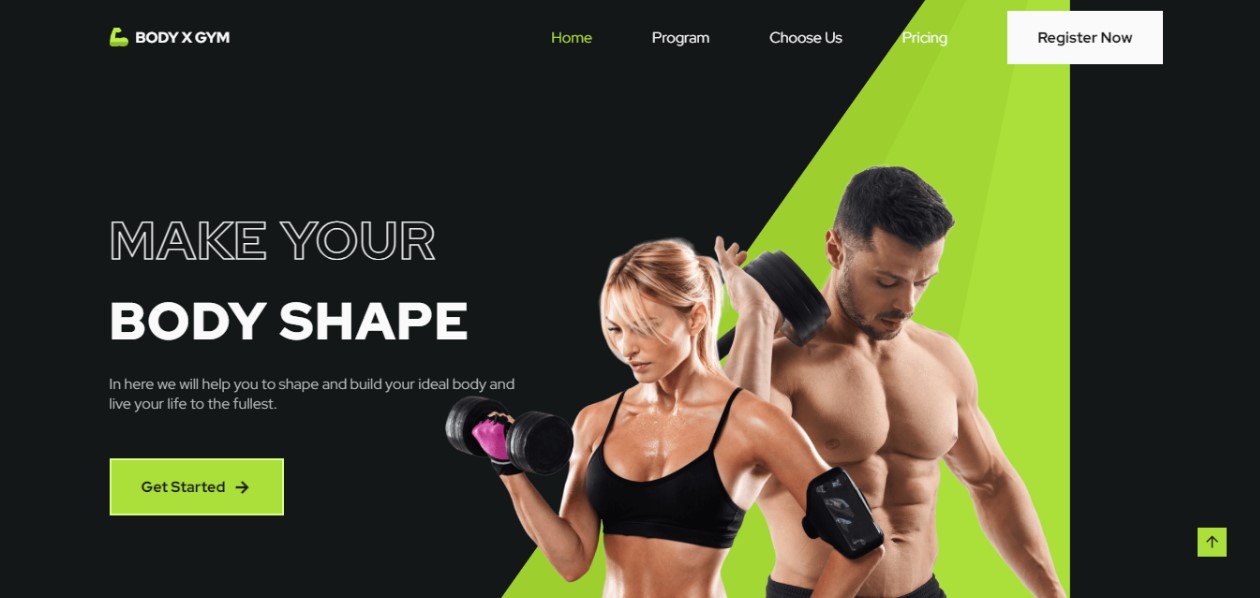 BODY X GYM
Home
Program
Choose Us
Pricing
Register Now
MAKE YOUR
BODY SHAPE
In here we will help you to shape and build your ideal body and
live your life to the fullest.
Get Started